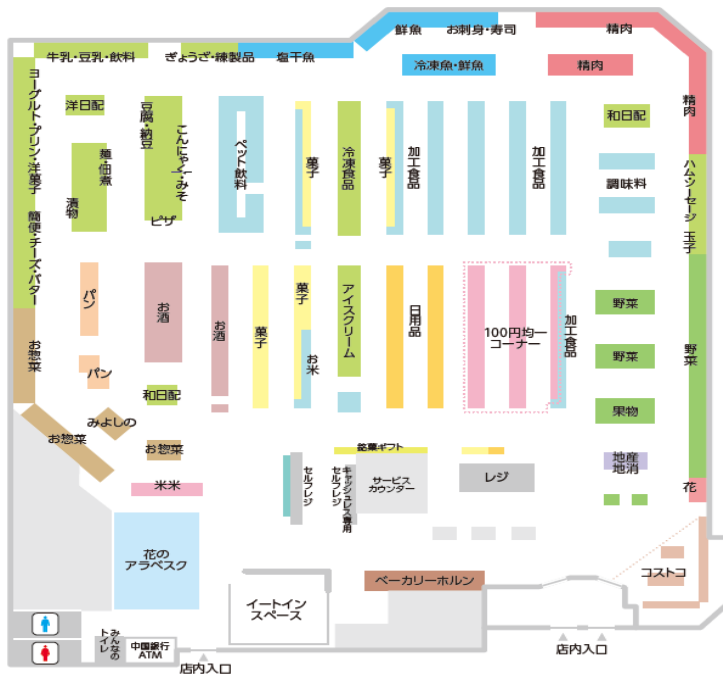 牛乳・豆乳・飲料
ぎょうざ・練製品
塩干魚
鮮魚
お刺身・寿司
精肉
冷凍魚・鮮魚
精肉
精肉
ヨーグルト・プリン・洋菓子
簡便・チーズ・バター
洋日配
麺・佃煮
漬物
豆腐・納豆
こんにゃく・みそ
ピザ
ペット飲料
菓子
冷凍食品
菓子
加工食品
加工食品
和日配
調味料
ハム・ソーセージ
玉子
パン
お酒
お酒
菓子
菓子
お米
アイスクリーム
日用品
100円均一
コーナー
加工食品
野菜
野菜
野菜
果物
お惣菜
パン
和日配
みよしの
お惣菜
お惣菜
米米
銘菓ギフト
セルフレジ
キャッシュレス専用
セルフレジ
サービス
カウンター
レジ
地産
地消
花
花の
アラベスク
イートイン
スペース
ベーカリーホルン
コストコ
みんなの
トイレ
中国銀行
ATM
店内入口
店内入口